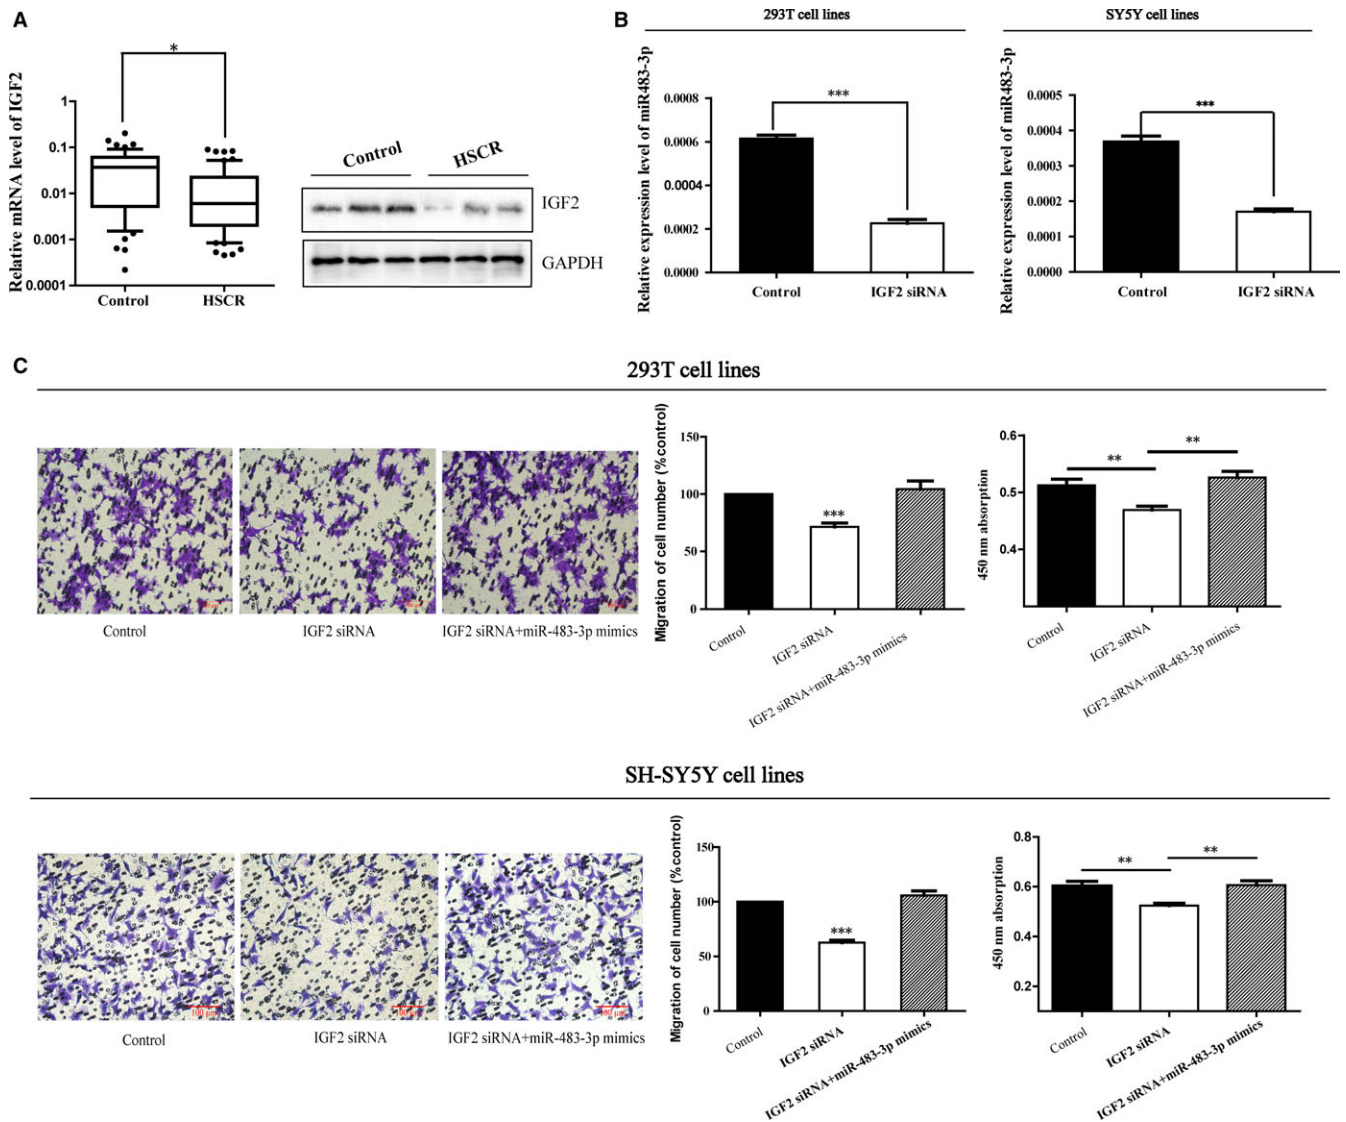 A
Relative mRNA level of IGF2
*
1
0.1
0.01
0.001
0.0001
Control
HSCR
Control
HSCR
IGF2
GAPDH
B
293T cell lines
Relative expression level of miR483-3p
0.0008
0.0006
0.0004
0.0002
0.0000
***
Control
IGF2 siRNA
SY5Y cell lines
Relative expression level of miR483-3p
0.0005
0.0004
0.0003
0.0002
0.0001
0.0000
***
Control
IGF2 siRNA
C
293T cell lines
Control
IGF2 siRNA
IGF2 siRNA+miR-483-3p mimics
Migration of cell number (%control)
150
100
50
0
***
Control
IGF2 siRNA
IGF2 siRNA+miR-483-3p mimics
450 nm absorption
0.6
0.5
0.4
**
**
Control
IGF2 siRNA
IGF2 siRNA+miR-483-3p mimics
SH-SY5Y cell lines
100 μm
100 μm
100 μm
Control
IGF2 siRNA
IGF2 siRNA+miR-483-3p mimics
Migration of cell number (%control)
150
100
50
0
***
Control
IGF2 siRNA
IGF2 siRNA+miR-483-3p mimics
450 nm absorption
0.8
0.6
0.4
0.2
**
**
Control
IGF2 siRNA
IGF2 siRNA+miR-483-3p mimics